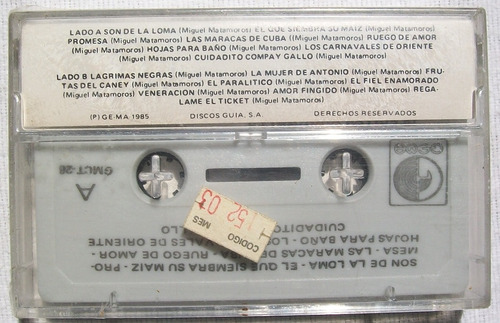 LADO A SON DE LA LOMA (Miguel Matamoros) EL QUE SIEMBRA SU MAIZ (Miguel Matamoros)
PROMESA (Miguel Matamoros) LAS MARACAS DE CUBA (Miguel Matamoros) RUEGO DE AMOR
(Miguel Matamoros) HOJAS PARA BAÑO (Miguel Matamoros) LOS CARNAVALES DE ORIENTE
(Miguel Matamoros) CUIDADITO COMPAY GALLO (Miguel Matamoros)
LADO B LAGRIMAS NEGRAS (Miguel Matamoros) LA MUJER DE ANTONIO (Miguel Matamoros) FRU-
TAS DEL CANEY (Miguel Matamoros) EL PARALITICO (Miguel Matamoros) EL FIEL ENAMORADO
(Miguel Matamoros) VENERACION (Miguel Matamoros) AMOR FINGIDO (Miguel Matamoros) REGA-
LAME EL TICKET (Miguel Matamoros)
(P) GE-MA 1985 DISCOS GUIA, S.A. DERECHOS RESERVADOS
A GMCT-26
CODIGO MES
52 03
SON DE LA LOMA - EL QUE SIEMBRA SU MAIZ - PRO-
MESA - LAS MARACAS DE CUBA - RUEGO DE AMOR -
HOJAS PARA BAÑO - LOS CARNAVALES DE ORIENTE
CUIDADITO